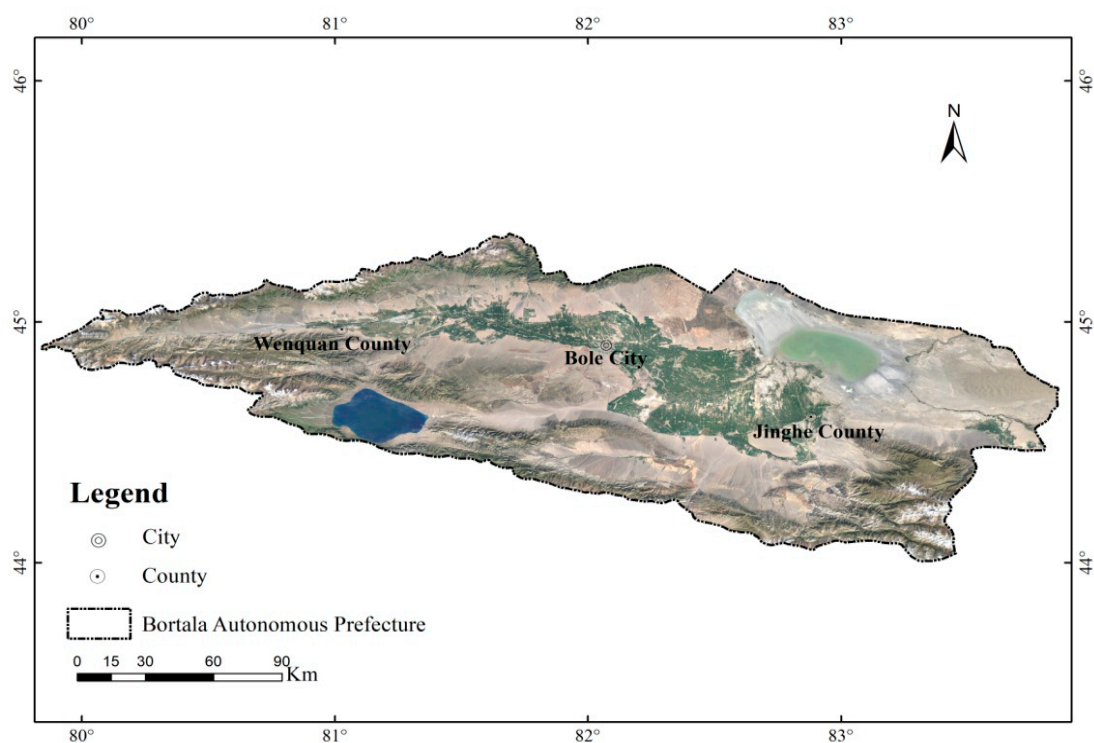 80° 81° 82° 83°
46° 46°
N
45° 45°
Wenquan County
Bole City
Jinghe County
Legend
City
County
44° 44°
Bortala Autonomous Prefecture
0 15 30 60 90
Km
80° 81° 82° 83°